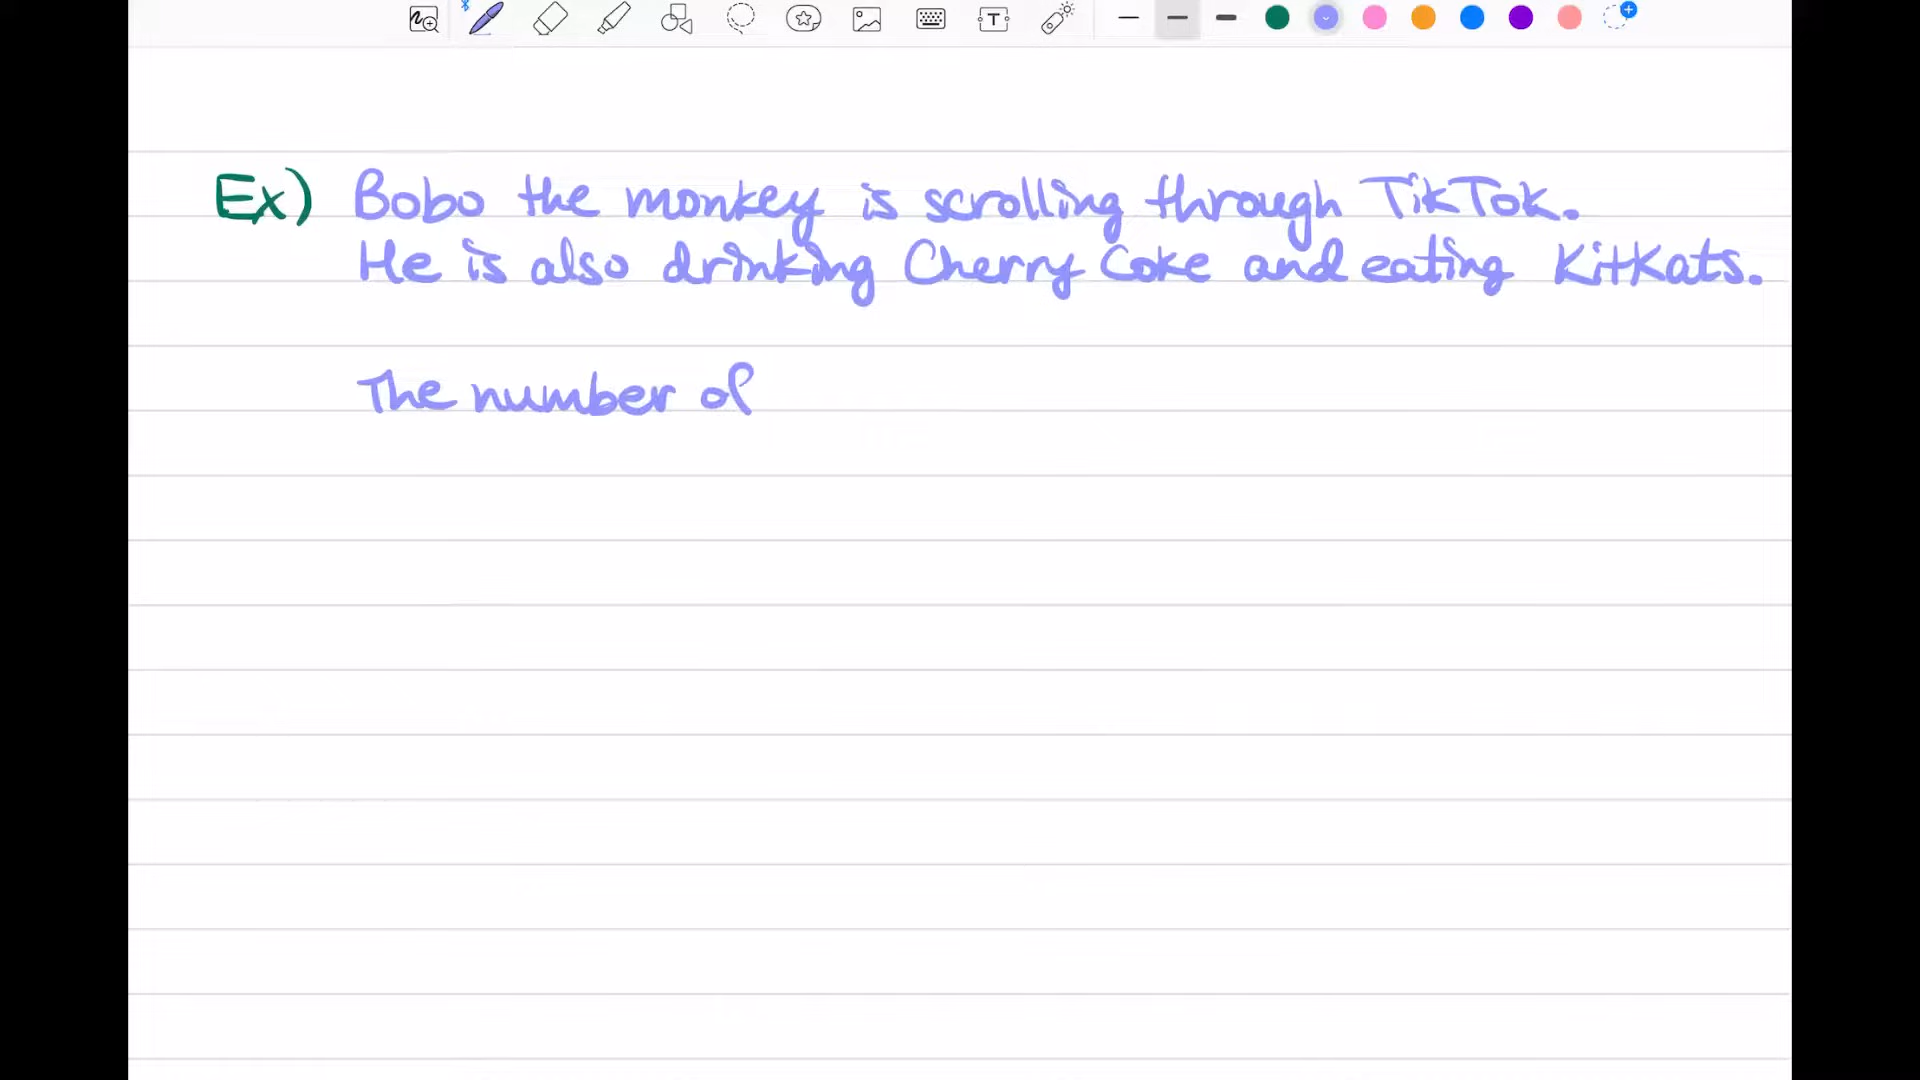 Ex) Bobo the monkey is scrolling through TikTok.
He is also drinking Cherry Coke and eating KitKats.
The number of